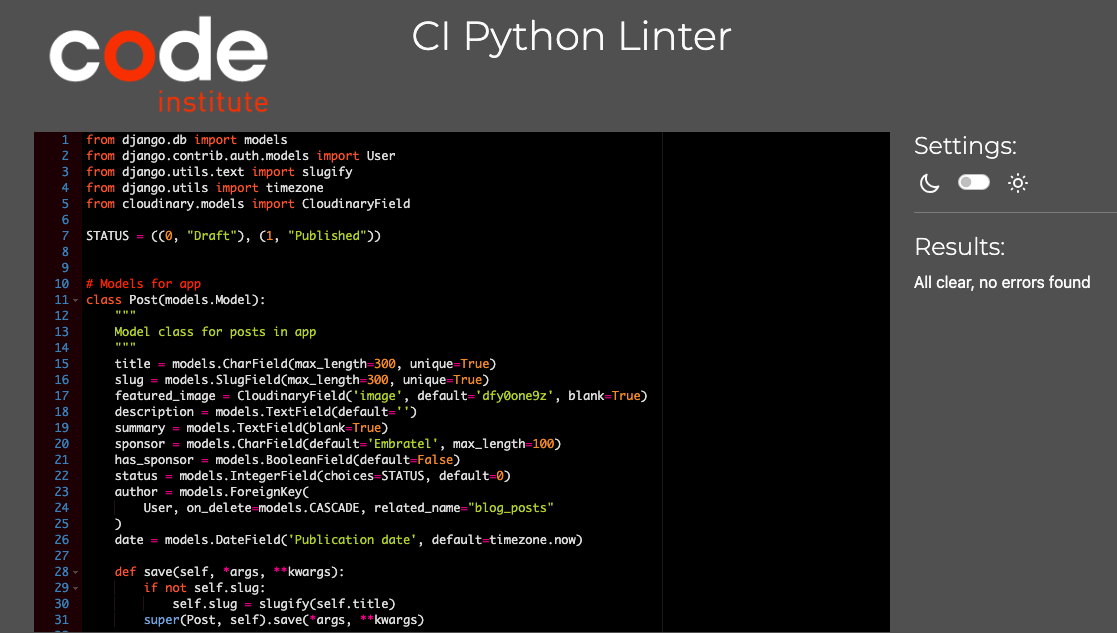 code
institute
CI Python Linter
1 from django.db import models
2 from django.contrib.auth.models import User
3 from django.utils.text import slugify
4 from django.utils import timezone
5 from cloudinary.models import CloudinaryField
6
7 STATUS = ((0, "Draft"), (1, "Published"))
8
9
10 # Models for app
11 class Post(models.Model):
12     """
13     Model class for posts in app
14     """
15     title = models.CharField(max_length=300, unique=True)
16     slug = models.SlugField(max_length=300, unique=True)
17     featured_image = CloudinaryField('image', default='dfy0one9z', blank=True)
18     description = models.TextField(default='')
19     summary = models.TextField(blank=True)
20     sponsor = models.CharField(default='Embratel', max_length=100)
21     has_sponsor = models.BooleanField(default=False)
22     status = models.IntegerField(choices=STATUS, default=0)
23     author = models.ForeignKey(
24         User, on_delete=models.CASCADE, related_name="blog_posts"
25     )
26     date = models.DateField('Publication date', default=timezone.now)
27
28     def save(self, *args, **kwargs):
29         if not self.slug:
30             self.slug = slugify(self.title)
31         super(Post, self).save(*args, **kwargs)
Settings:
Results:
All clear, no errors found